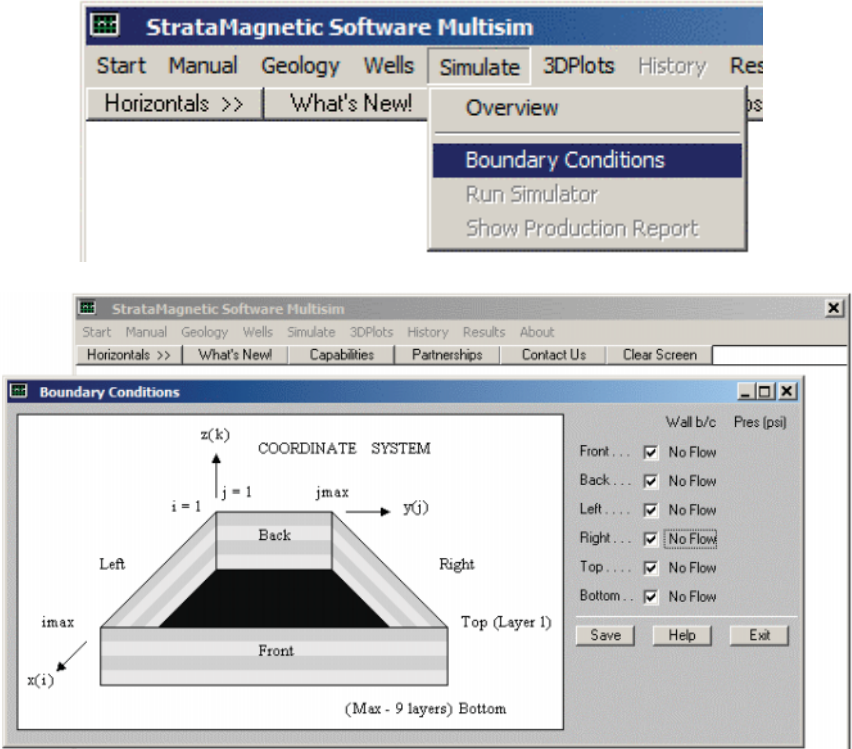 StrataMagnetic Software Multisim
Start Manual Geology Wells Simulate 3DPlots History Res
Horizontals >> What's New!
Overview
Boundary Conditions
Run Simulator
Show Production Report
StrataMagnetic Software Multisim
Start Manual Geology Wells Simulate 3DPlots History Results About
Horizontals >> What's New! Capabilities Partnerships Contact Us Clear Screen
Boundary Conditions
z(k)
COORDINATE SYSTEM
i = 1 j = 1 jmax y(j)
Back
Left Right
imax Top (Layer 1)
Front
x(i)
(Max - 9 layers) Bottom
Wall b/c Pres (psi)
Front . . . No Flow
Back . . . . No Flow
Left . . . . No Flow
Right . . . No Flow
Top . . . . No Flow
Bottom . . No Flow
Save Help Exit